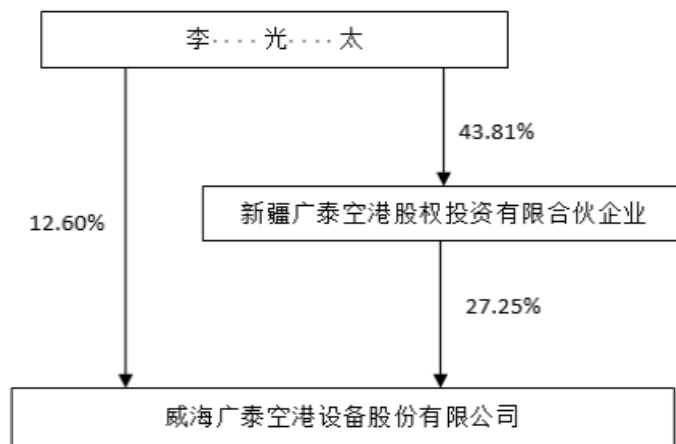 李····光····太
43.81%
新疆广泰空港股权投资有限合伙企业
12.60%
27.25%
威海广泰空港设备股份有限公司